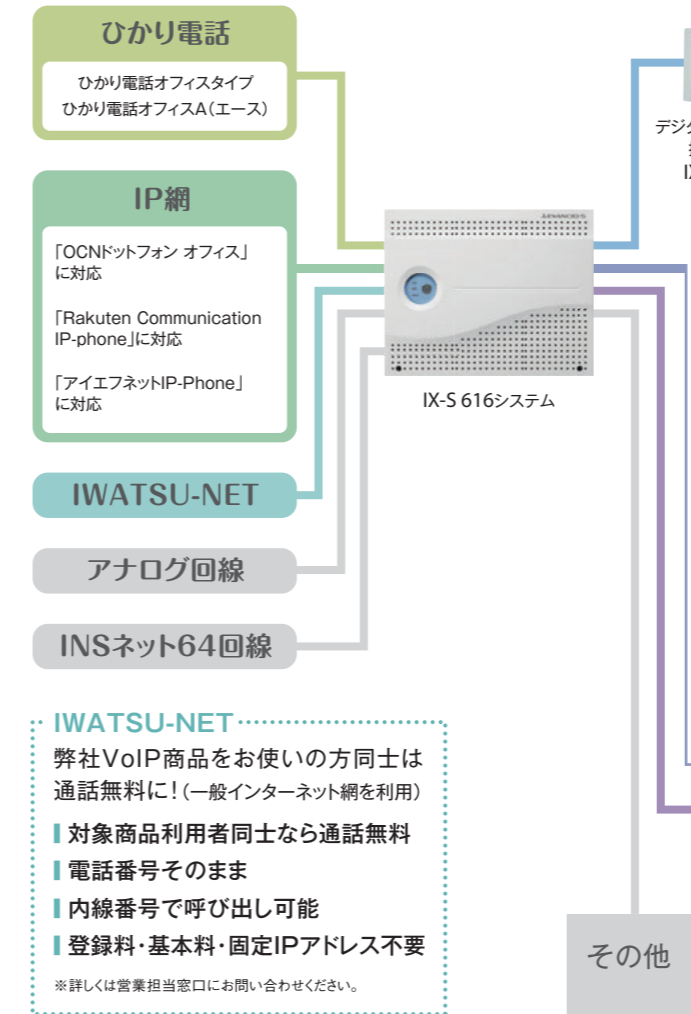 ひかり電話
ひかり電話オフィスタイプ
ひかり電話オフィスA(エース)
IP網
「OCNドットフォン オフィス」
に対応
「Rakuten Communication
IP-phone」に対応
「アイエフネットIP-Phone」
に対応
IWATSU-NET
アナログ回線
INSネット64回線
ADVANCIO-S
IX-S 616システム
デジタ
IX
IWATSU-NET
弊社VoIP商品をお使いの方同士は
通話無料に!(一般インターネット網を利用)
対象商品利用者同士なら通話無料
電話番号そのまま
内線番号で呼び出し可能
登録料・基本料・固定IPアドレス不要
※詳しくは営業担当窓口にお問い合わせください。
その他